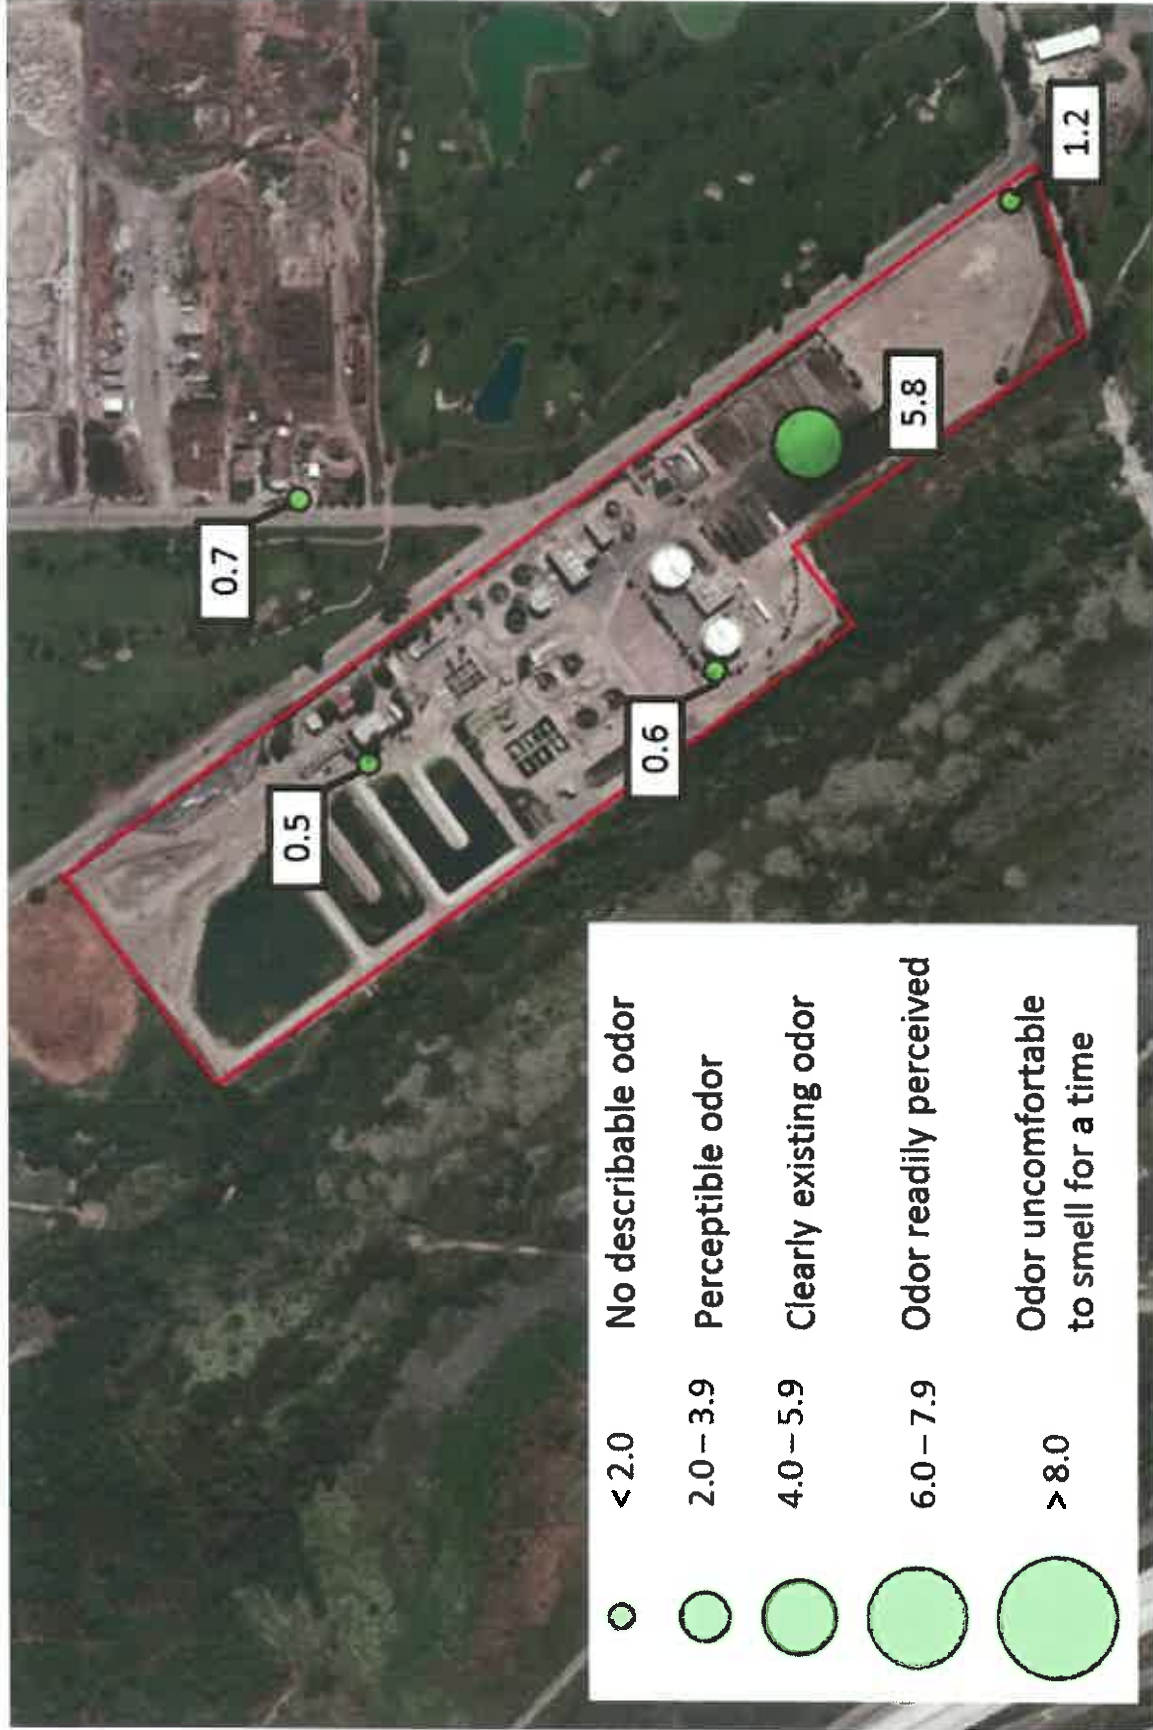 0.7
0.5
0.6
5.8
1.2
< 2.0 No describable odor
2.0 – 3.9 Perceptible odor
4.0 – 5.9 Clearly existing odor
6.0 – 7.9 Odor readily perceived
> 8.0 Odor uncomfortable
to smell for a time